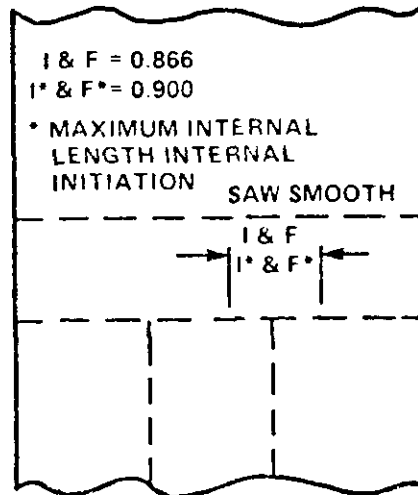 I & F = 0.866
I* & F* = 0.900
* MAXIMUM INTERNAL
LENGTH INTERNAL
INITIATION
SAW SMOOTH
I & F
I* & F*